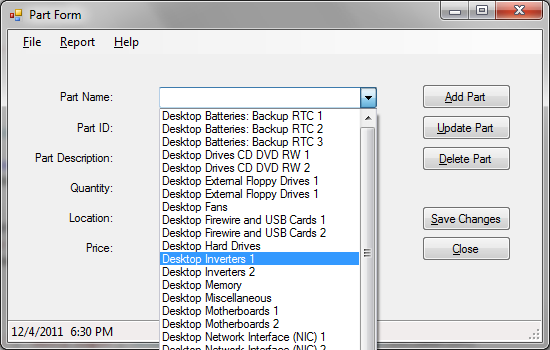 Part Form
File Report Help
Part Name:
Add Part
Desktop Batteries: Backup RTC 1
Part ID:
Desktop Batteries: Backup RTC 2
Update Part
Desktop Batteries: Backup RTC 3
Part Description:
Desktop Drives CD DVD RW 1
Delete Part
Desktop Drives CD DVD RW 2
Desktop External Floppy Drives 1
Quantity:
Desktop Fans
Location:
Desktop Firewire and USB Cards 1
Save Changes
Desktop Firewire and USB Cards 2
Price:
Desktop Hard Drives
Close
Desktop Inverters 1
Desktop Inverters 2
Desktop Memory
Desktop Miscellaneous
Desktop Motherboards 1
Desktop Motherboards 2
12/4/2011 6:30 PM
Desktop Network Interface (NIC) 1
Desktop Network Interface (NIC) 2